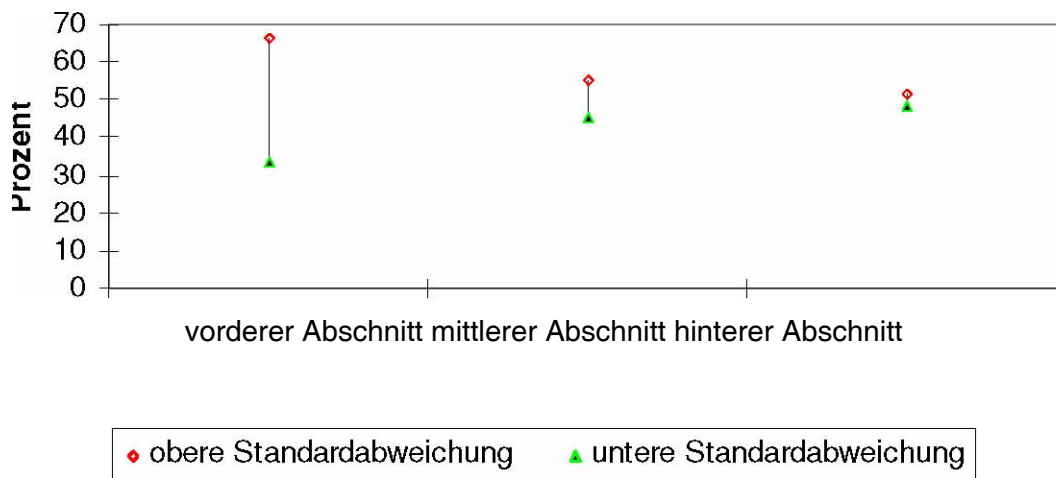 70
60
50
40
30
20
10
0
Prozent
vorderer Abschnitt mittlerer Abschnitt hinterer Abschnitt
obere Standardabweichung untere Standardabweichung